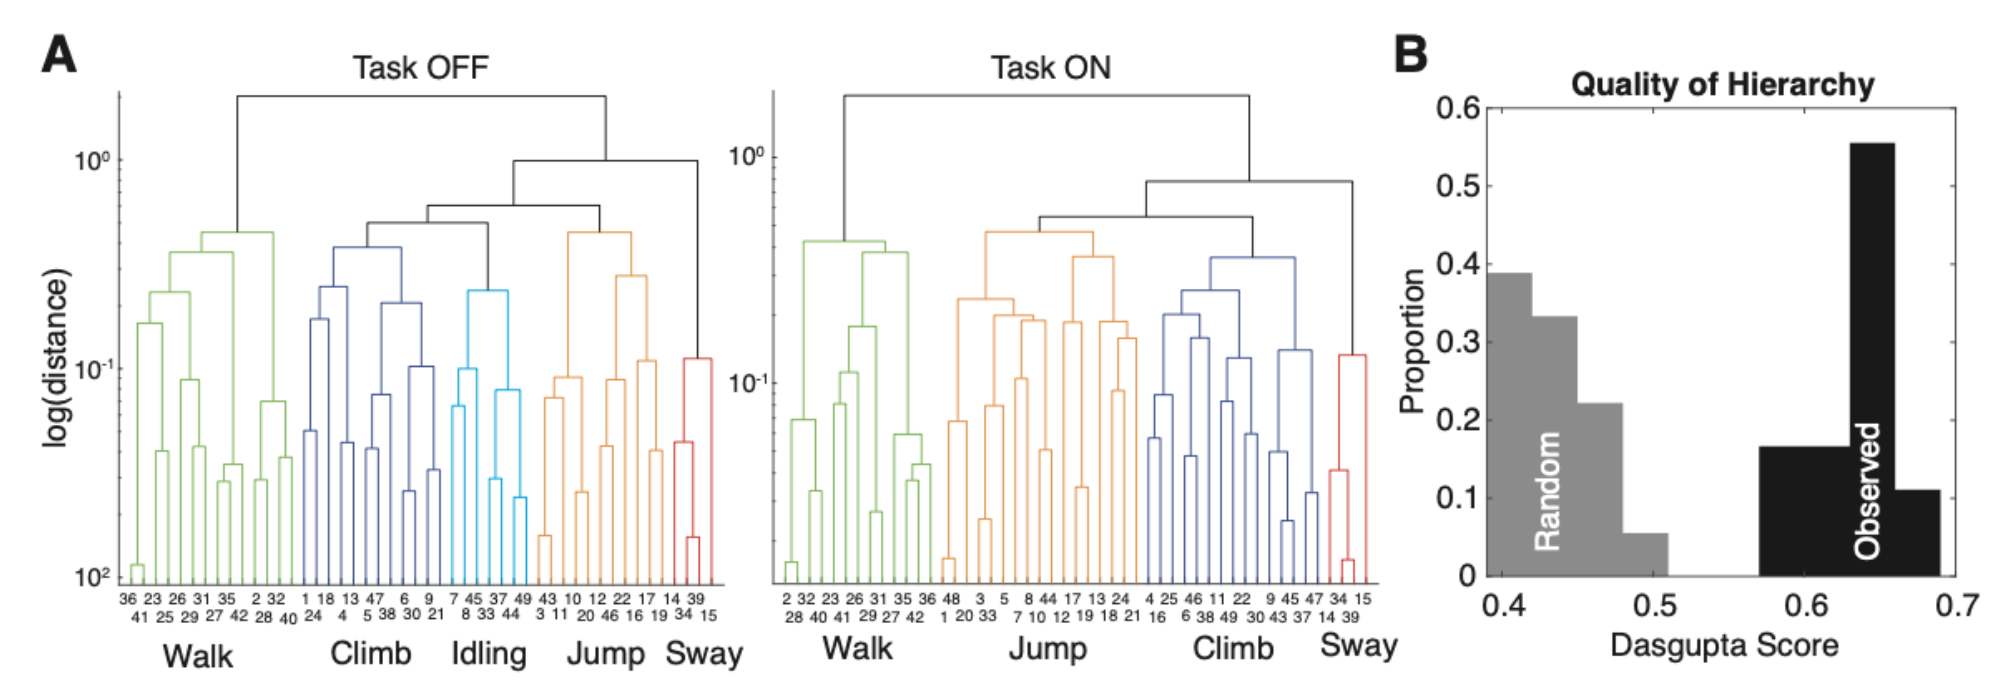 A
Task OFF
Task ON
B
Quality of Hierarchy
log(distance)
10⁰
10⁻¹
10²
36 23 26 31 35 2 32 1 18 13 47 6 9 7 45 37 49 43 10 12 22 17 14 39
41 25 29 27 42 28 40 24 4 5 38 30 21 8 33 44 3 11 20 46 16 19 34 15
Walk Climb Idling Jump Sway
10⁰
10⁻¹
2 32 23 26 31 35 36 48 3 5 8 44 17 13 24 4 25 46 11 22 9 45 47 34 15
28 40 41 29 27 42 1 20 33 7 10 12 19 18 21 16 6 38 49 30 43 37 14 39
Walk Jump Climb Sway
Proportion
0.6
0.5
0.4
0.3
0.2
0.1
0
Random
Observed
0.4 0.5 0.6 0.7
Dasgupta Score